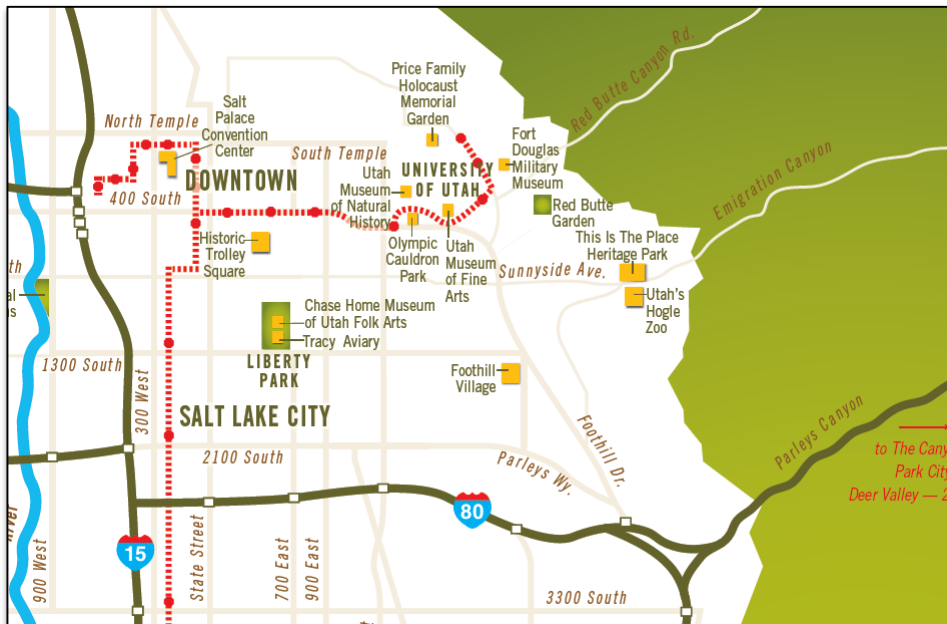 Price Family
Holocaust
Memorial
Garden
Red Butte Canyon Rd.
Salt
Palace
Convention
Center
North Temple
South Temple
Fort
Douglas
Military
Museum
Emigration Canyon
DOWNTOWN
400 South
Utah
Museum
of Natural
History
UNIVERSITY
OF UTAH
Red Butte
Garden
Historic
Trolley
Square
Olympic
Cauldron
Park
Utah
Museum
of Fine
Arts
This Is The Place
Heritage Park
Sunnyside Ave.
Utah's
Hogle
Zoo
Chase Home Museum
of Utah Folk Arts
Tracy Aviary
LIBERTY
PARK
1300 South
300 West
Foothill
Village
SALT LAKE CITY
Foothill Dr.
Parleys Canyon
2100 South
Parleys Wy.
to The Cany
Park City
Deer Valley — 2
80
15
900 West
State Street
700 East
900 East
3300 South